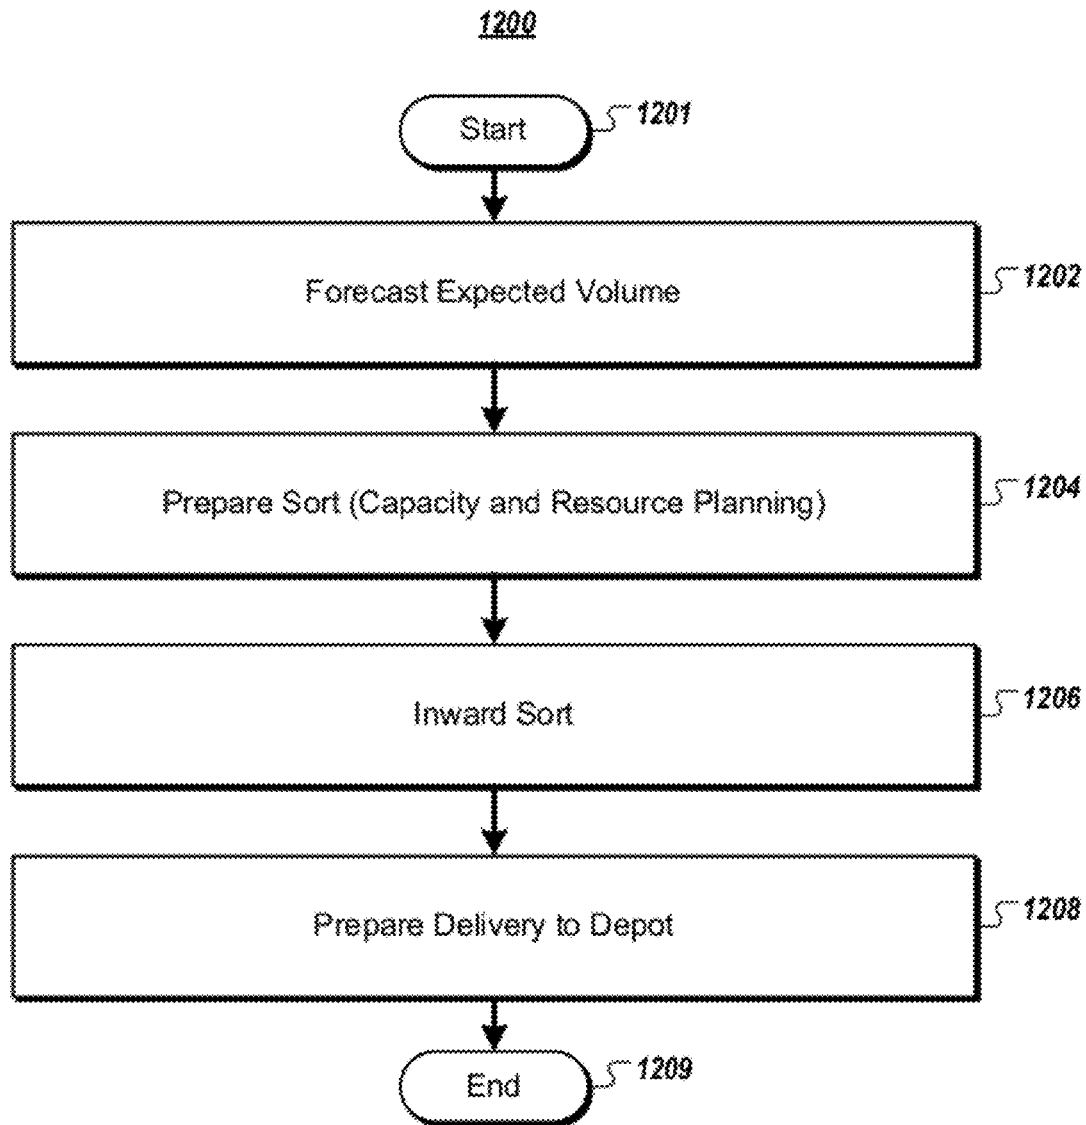 1200
Start
1201
Forecast Expected Volume
1202
Prepare Sort (Capacity and Resource Planning)
1204
Inward Sort
1206
Prepare Delivery to Depot
1208
End
1209